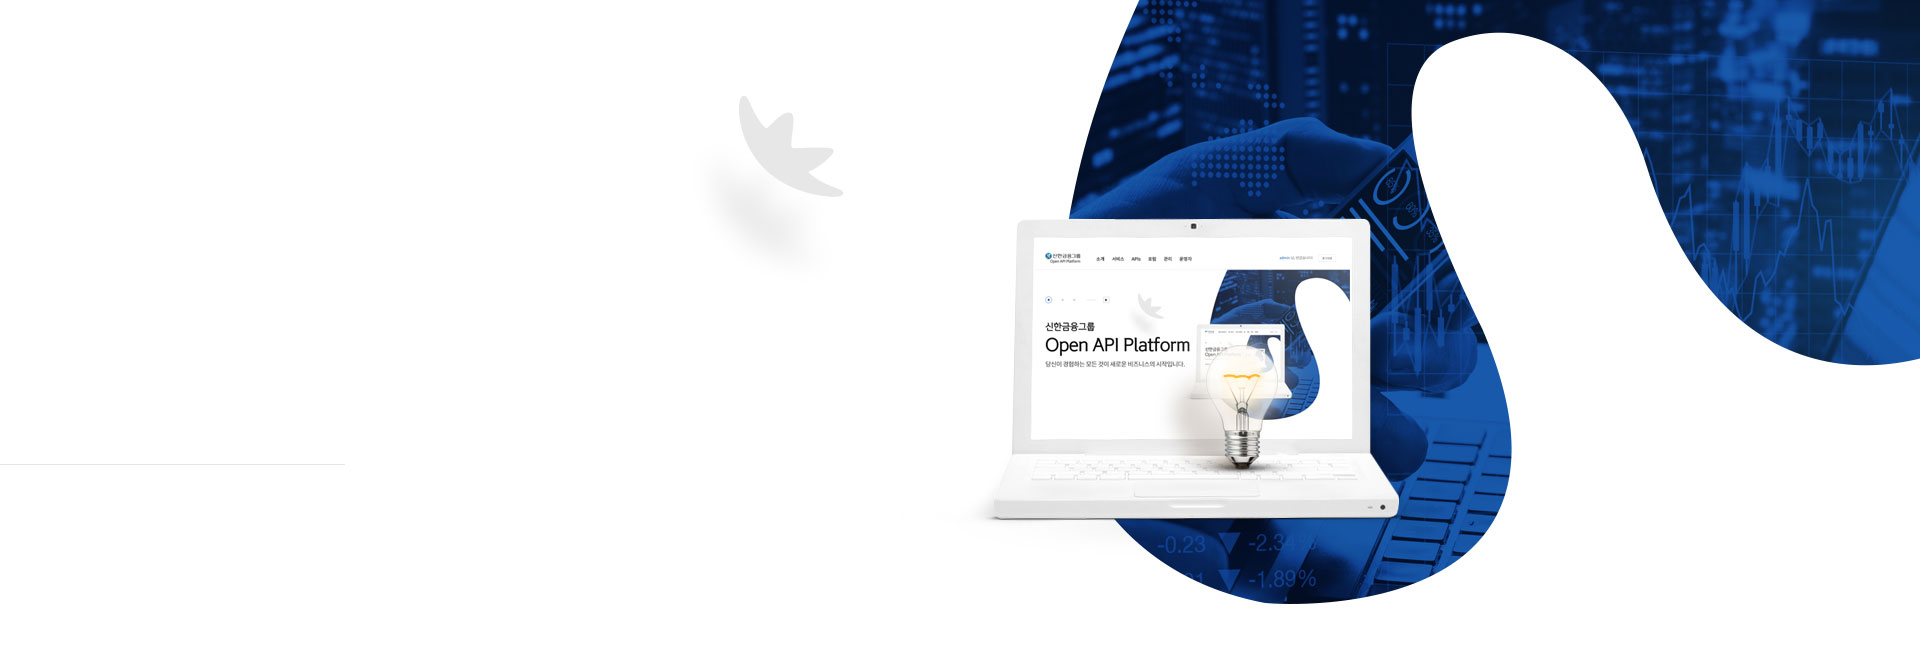 신한금융그룹
Open API Platform
소개 서비스 APIs 포럼 관리 운영자
신한금융그룹
Open API Platform
당신이 경험하는 모든 것이 새로운 비즈니스의 시작입니다.
-0.23 ▼ -2.34%
▼ -1.89%